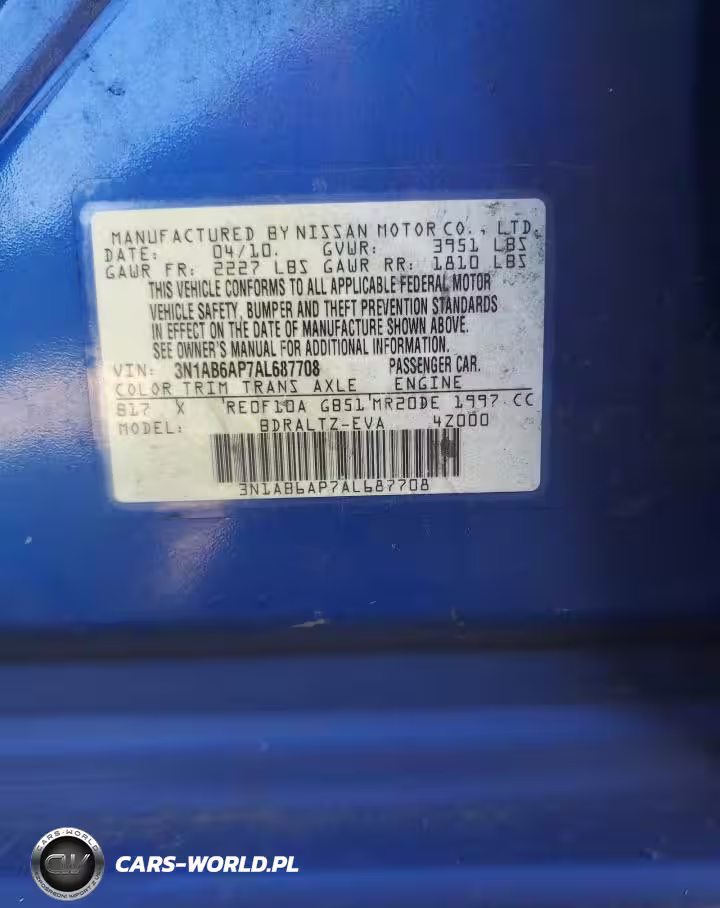 MANUFACTURED BY NISSAN MOTOR CO., LTD.
DATE: 04/10. GVWR: 3951 LBS
GAWR FR: 2227 LBS GAWR RR: 1810 LBS
THIS VEHICLE CONFORMS TO ALL APPLICABLE FEDERAL MOTOR
VEHICLE SAFETY, BUMPER AND THEFT PREVENTION STANDARDS
IN EFFECT ON THE DATE OF MANUFACTURE SHOWN ABOVE.
SEE OWNER'S MANUAL FOR ADDITIONAL INFORMATION.
VIN: 3N1AB6AP7AL687708 PASSENGER CAR.
COLOR TRIM TRANS AXLE ENGINE
B17 X RE0F10A GB51 MR20DE 1997 CC
MODEL: BDRALTZ-EVA 4Z000
3N1AB6AP7AL687708
CARS-WORLD
CW
CARS-WORLD.PL